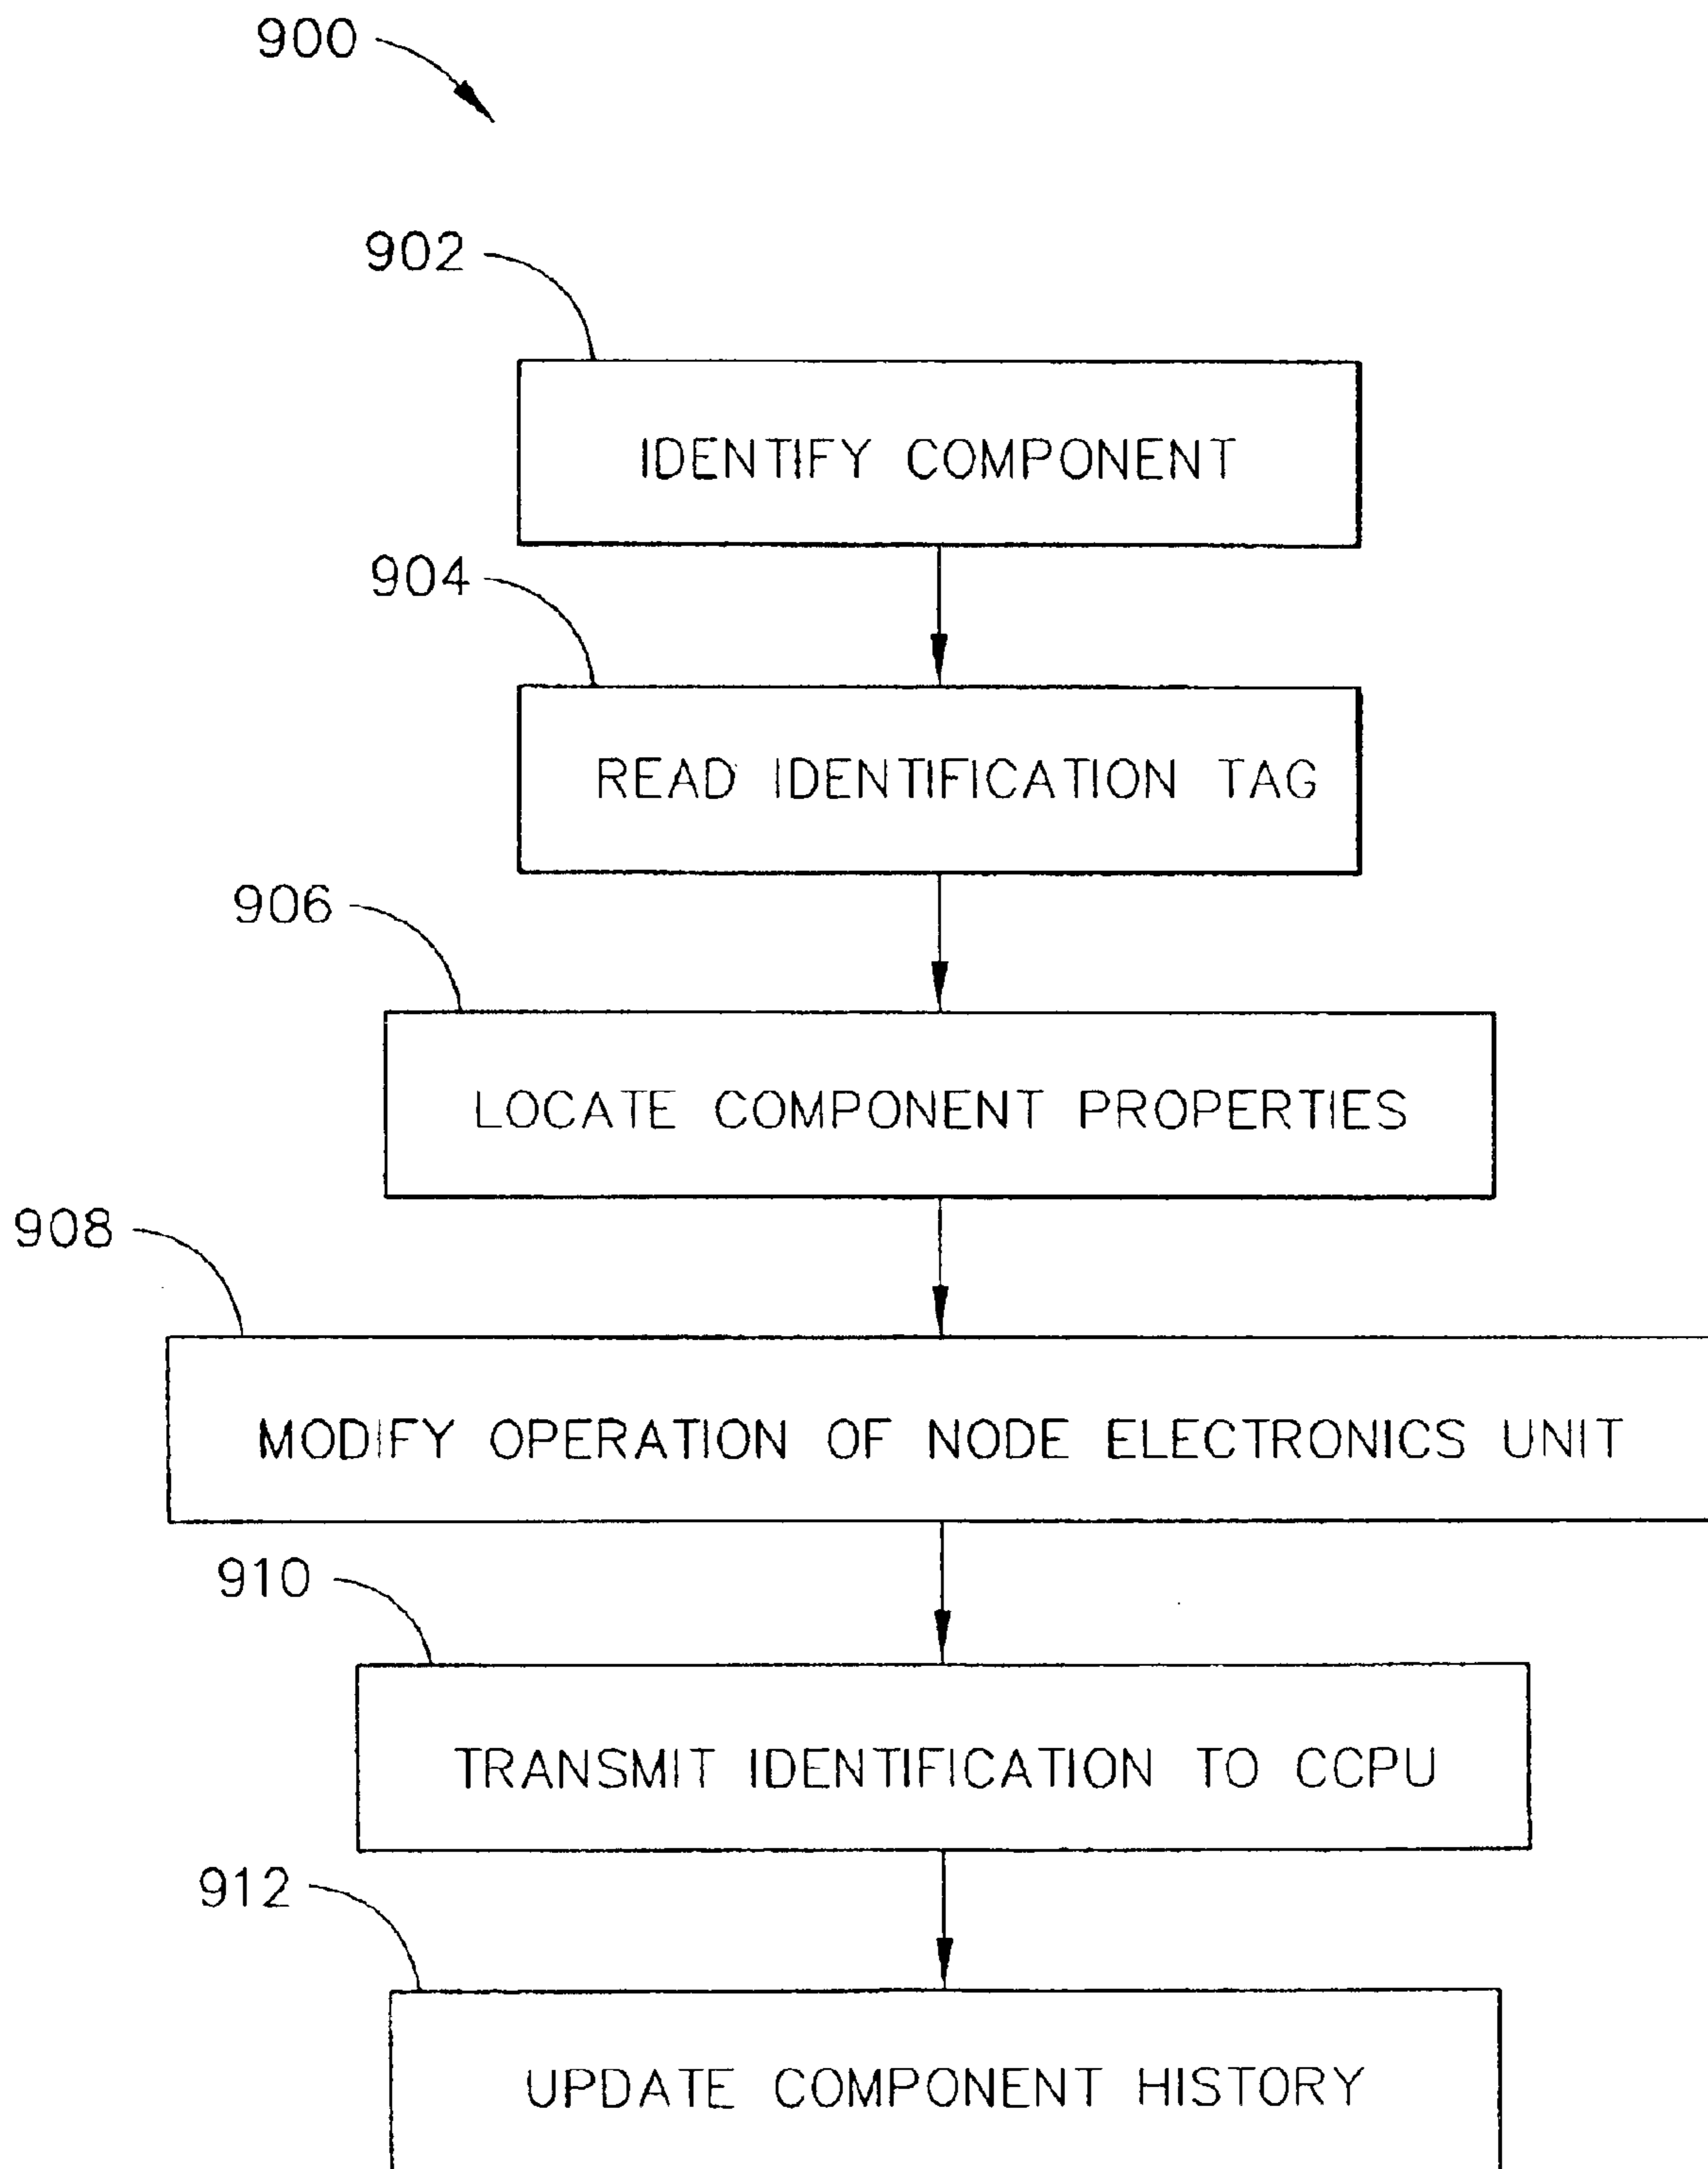 900
902
IDENTIFY COMPONENT
904
READ IDENTIFICATION TAG
906
LOCATE COMPONENT PROPERTIES
908
MODIFY OPERATION OF NODE ELECTRONICS UNIT
910
TRANSMIT IDENTIFICATION TO CCPU
912
UPDATE COMPONENT HISTORY